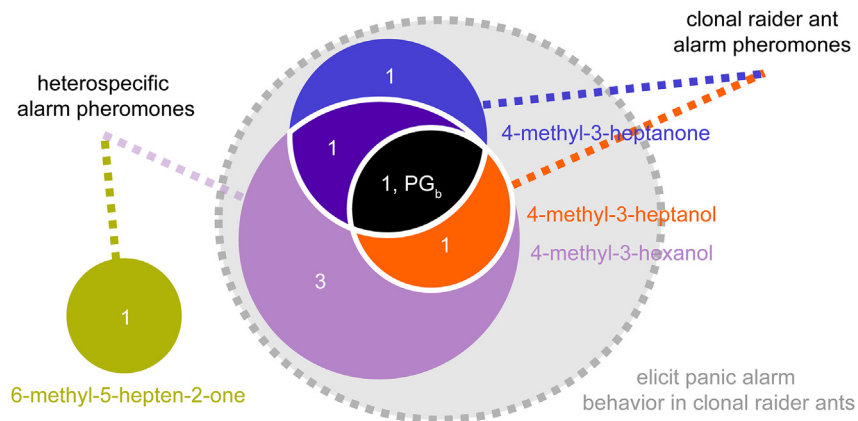 clonal raider ant
alarm pheromones
heterospecific
alarm pheromones
1
4-methyl-3-heptanone
1
1, PGb
4-methyl-3-heptanol
1
4-methyl-3-hexanol
3
1
6-methyl-5-hepten-2-one
elicit panic alarm
behavior in clonal raider ants